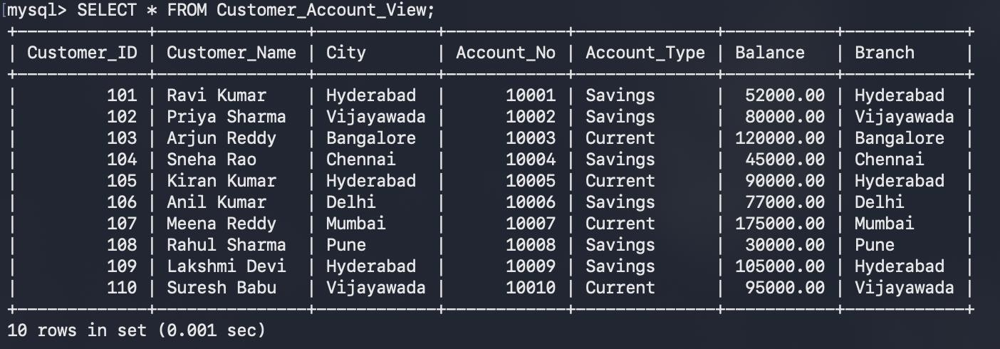 [mysql> SELECT * FROM Customer_Account_View;
+-------------+---------------+------------+------------+--------------+-----------+------------+
| Customer_ID | Customer_Name | City       | Account_No | Account_Type | Balance   | Branch     |
+-------------+---------------+------------+------------+--------------+-----------+------------+
|         101 | Ravi Kumar    | Hyderabad  |      10001 | Savings      |  52000.00 | Hyderabad  |
|         102 | Priya Sharma  | Vijayawada |      10002 | Savings      |  80000.00 | Vijayawada |
|         103 | Arjun Reddy   | Bangalore  |      10003 | Current      | 120000.00 | Bangalore  |
|         104 | Sneha Rao     | Chennai    |      10004 | Savings      |  45000.00 | Chennai    |
|         105 | Kiran Kumar   | Hyderabad  |      10005 | Current      |  90000.00 | Hyderabad  |
|         106 | Anil Kumar    | Delhi      |      10006 | Savings      |  77000.00 | Delhi      |
|         107 | Meena Reddy   | Mumbai     |      10007 | Current      | 175000.00 | Mumbai     |
|         108 | Rahul Sharma  | Pune       |      10008 | Savings      |  30000.00 | Pune       |
|         109 | Lakshmi Devi  | Hyderabad  |      10009 | Savings      | 105000.00 | Hyderabad  |
|         110 | Suresh Babu   | Vijayawada |      10010 | Current      |  95000.00 | Vijayawada |
+-------------+---------------+------------+------------+--------------+-----------+------------+
10 rows in set (0.001 sec)